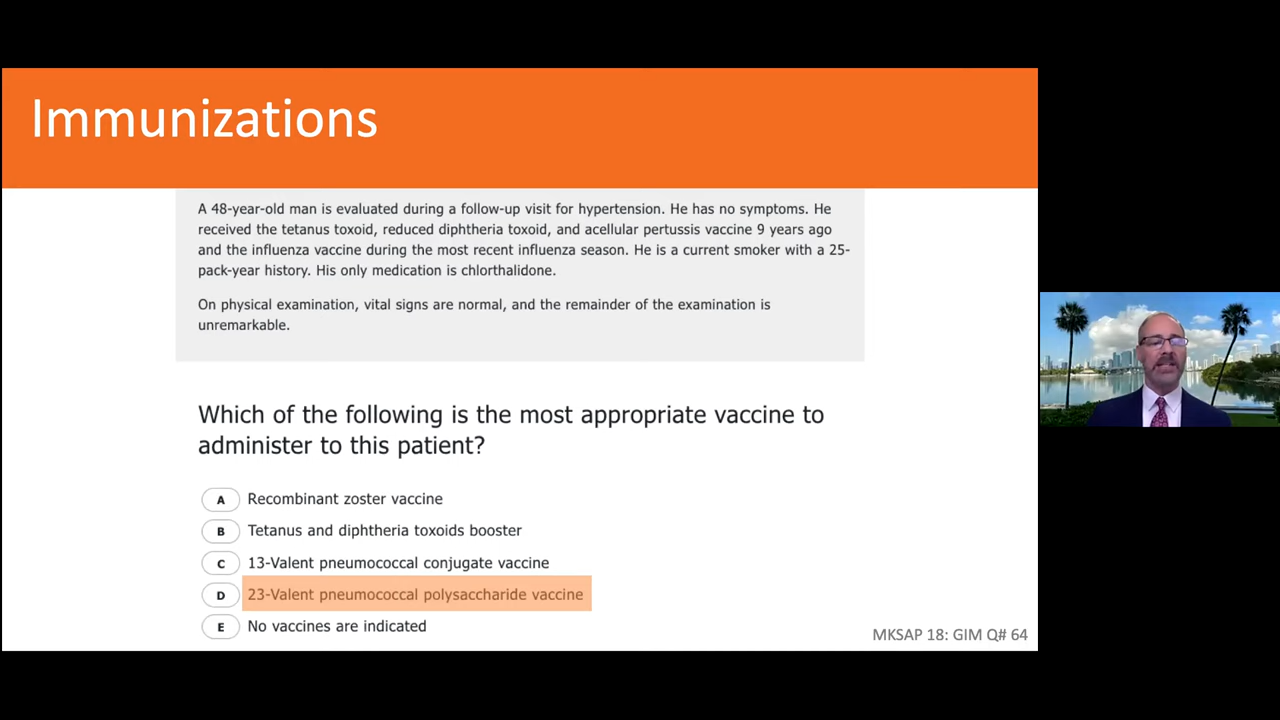 Immunizations
A 48-year-old man is evaluated during a follow-up visit for hypertension. He has no symptoms. He
received the tetanus toxoid, reduced diphtheria toxoid, and acellular pertussis vaccine 9 years ago
and the influenza vaccine during the most recent influenza season. He is a current smoker with a 25-
pack-year history. His only medication is chlorthalidone.
On physical examination, vital signs are normal, and the remainder of the examination is
unremarkable.
Which of the following is the most appropriate vaccine to
administer to this patient?
A Recombinant zoster vaccine
B Tetanus and diphtheria toxoids booster
C 13-Valent pneumococcal conjugate vaccine
D 23-Valent pneumococcal polysaccharide vaccine
E No vaccines are indicated
MKSAP 18: GIM Q# 64